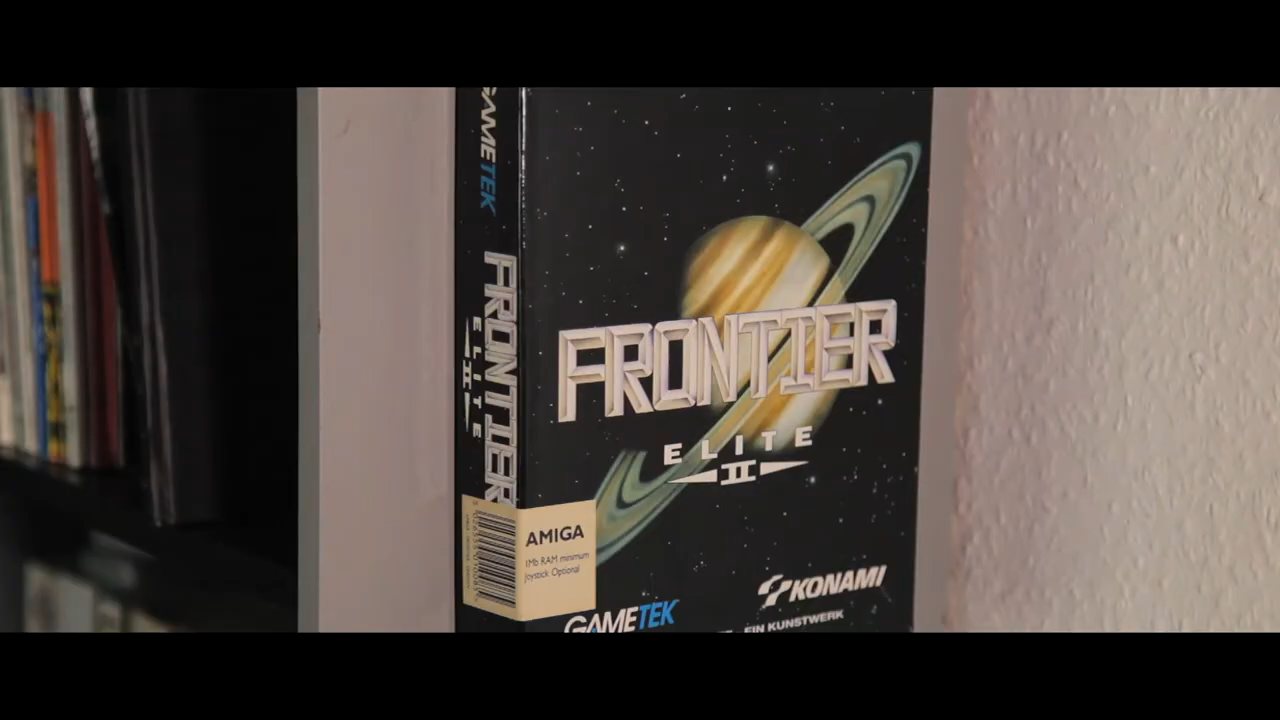 GAMETEK
FRONTIER
ELITE
II
FRONTIER
ELITE
II
AMIGA
1Mb RAM minimum
Joystick Optional
KONAMI
GAMETEK
EIN KUNSTWERK